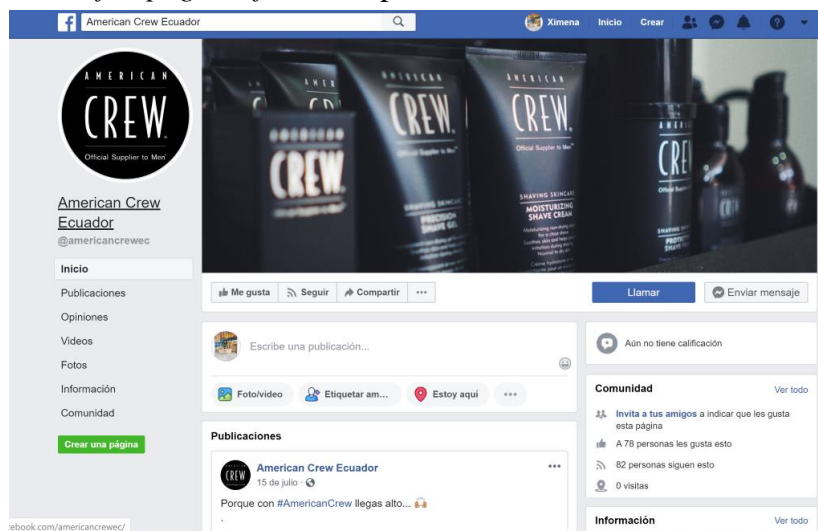 American Crew Ecuador
Ximena
Inicio
Crear
AMERICAN
CREW
Official Supplier to Men
American Crew
Ecuador
@americancrewec
Inicio
Publicaciones
Opiniones
Videos
Fotos
Información
Comunidad
Crear una página
CREW
AMERICAN
CREW
Official Supplier to Men
SHAVING SKINCARE
PRECISION
SHAVE GEL
AMERICAN
CREW
Official Supplier to Men
SHAVING SKINCARE
MOISTURIZING
SHAVE CREAM
CREW
Me gusta
Seguir
Compartir
Llamar
Enviar mensaje
Escribe una publicación...
Foto/video
Etiquetar am...
Estoy aquí
Publicaciones
CREW
American Crew Ecuador
15 de julio
Porque con #AmericanCrew llegas alto...
.
Aún no tiene calificación
Comunidad
Ver todo
Invita a tus amigos a indicar que les gusta
esta página
A 78 personas les gusta esto
82 personas siguen esto
0 visitas
Información
Ver todo
ebook.com/americancrewec/